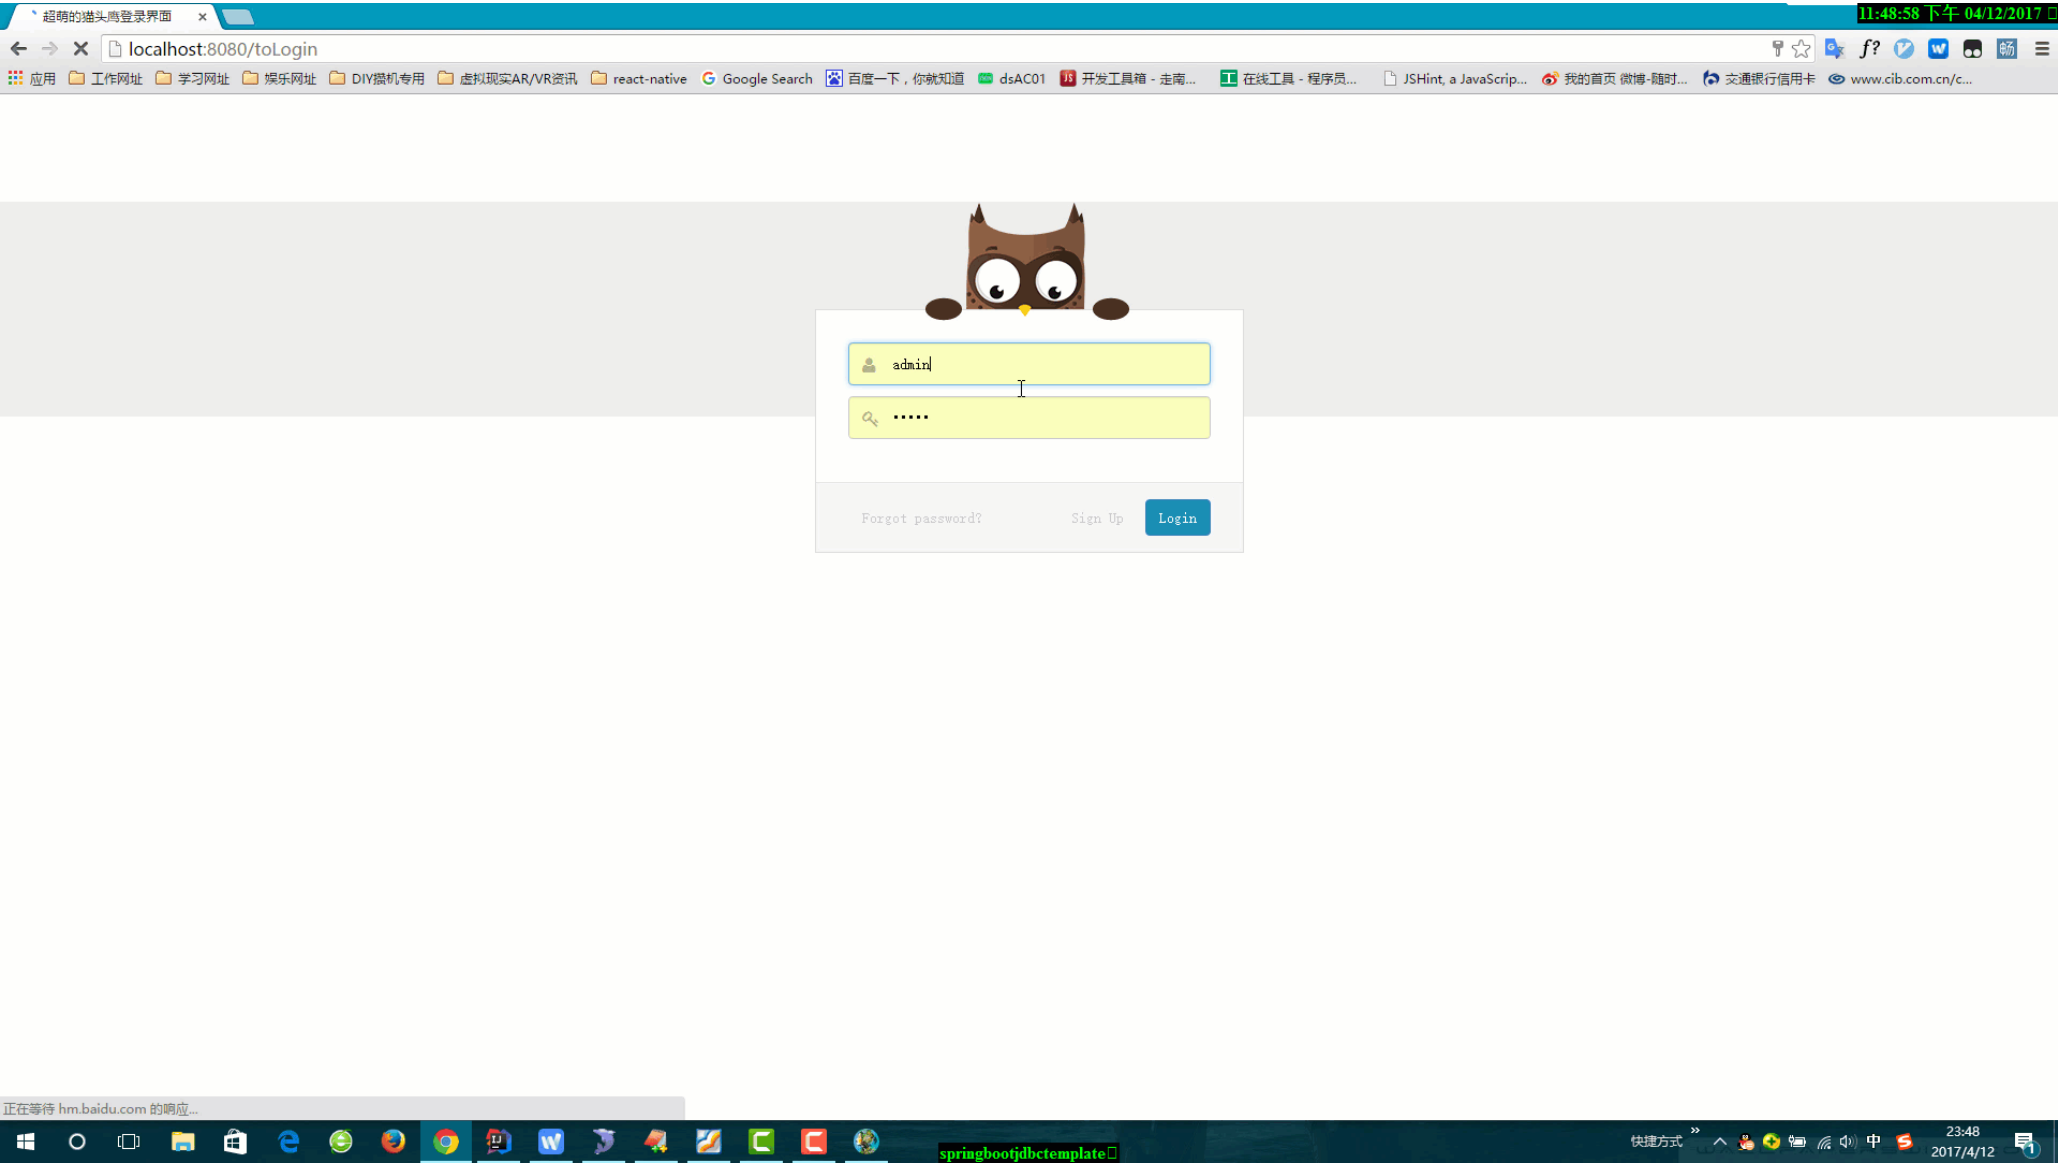 超萌的猫头鹰登录界面
11:48:58 下午 04/12/2017
localhost:8080/toLogin
应用 工作网址 学习网址 娱乐网址 DIY攒机专用 虚拟现实AR/VR资讯 react-native Google Search 百度一下，你就知道 dsAC01 开发工具箱 - 走南... 在线工具 - 程序员... JSHint, a JavaScrip... 我的首页 微博-随时... 交通银行信用卡 www.cib.com.cn/c...
admin
•••••
Forgot password? Sign Up Login
正在等待 hm.baidu.com 的响应...
springbootjdbctemplate
快捷方式
中
23:48
2017/4/12